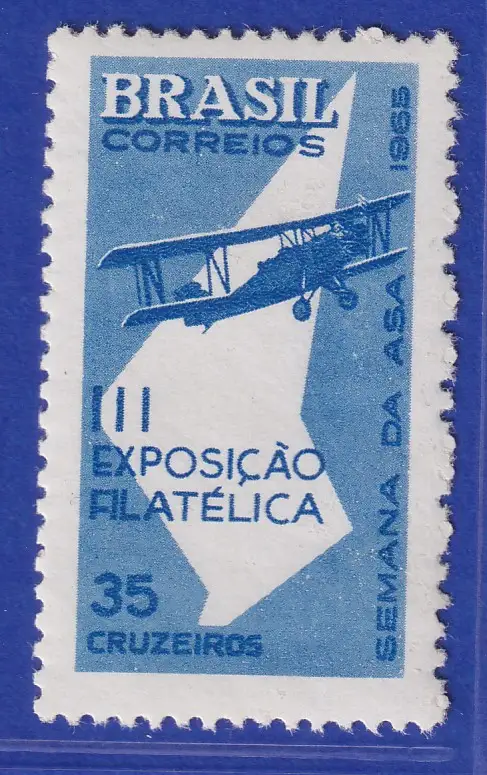 BRASIL
CORREIOS
SEMANA DA ASA 1965
III
EXPOSIÇÃO
FILATÉLICA
35
CRUZEIROS